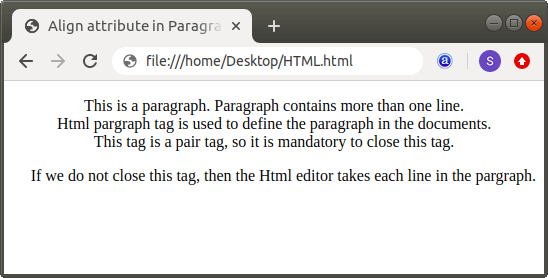 Align attribute in Paragra
file:///home/Desktop/HTML.html
a
S
This is a paragraph. Paragraph contains more than one line.
Html pargraph tag is used to define the paragraph in the documents.
This tag is a pair tag, so it is mandatory to close this tag.
If we do not close this tag, then the Html editor takes each line in the pargraph.